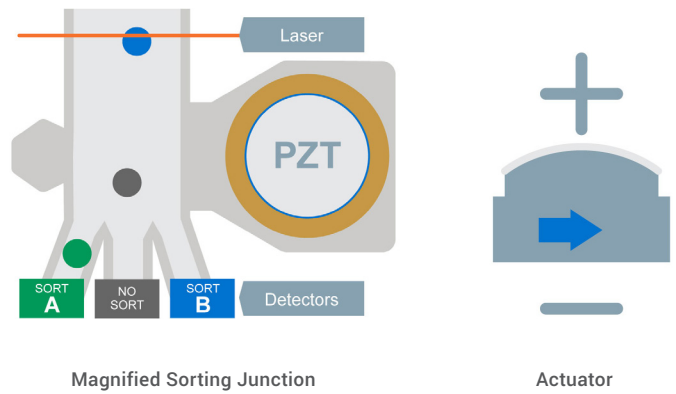 Laser
PZT
SORT
A
NO
SORT
SORT
B
Detectors
Magnified Sorting Junction
Actuator